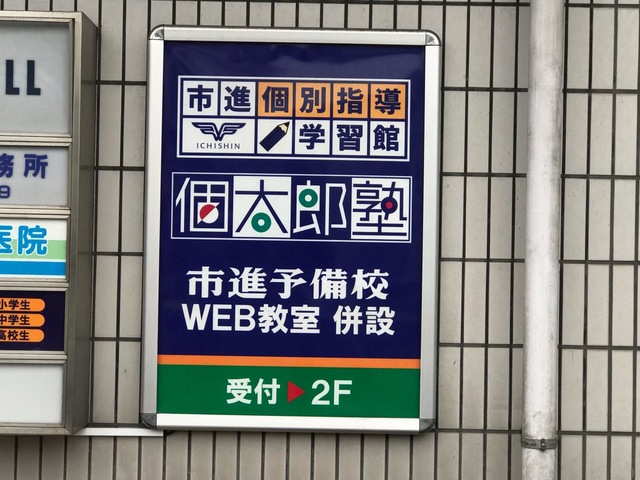 市進個別指導
ICHISHIN 学習館
個太郎塾
市進予備校
WEB教室 併設
受付 2F
LL
務所
9
医院
小学生
中学生
高校生